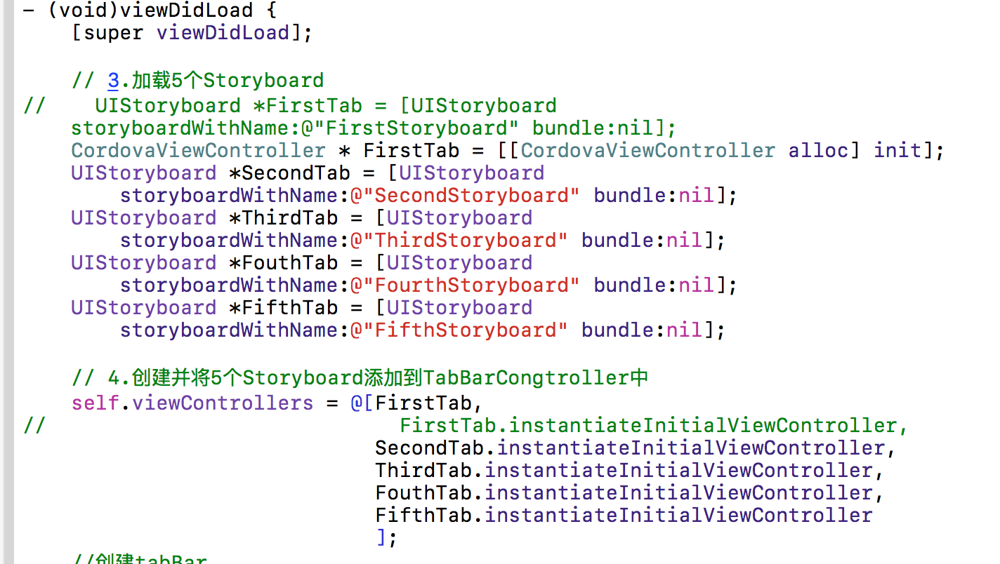 - (void)viewDidLoad {
[super viewDidLoad];
// 3.加载5个Storyboard
// UIStoryboard *FirstTab = [UIStoryboard
storyboardWithName:@"FirstStoryboard" bundle:nil];
CordovaViewController * FirstTab = [[CordovaViewController alloc] init];
UIStoryboard *SecondTab = [UIStoryboard
storyboardWithName:@"SecondStoryboard" bundle:nil];
UIStoryboard *ThirdTab = [UIStoryboard
storyboardWithName:@"ThirdStoryboard" bundle:nil];
UIStoryboard *FouthTab = [UIStoryboard
storyboardWithName:@"FourthStoryboard" bundle:nil];
UIStoryboard *FifthTab = [UIStoryboard
storyboardWithName:@"FifthStoryboard" bundle:nil];
// 4.创建并将5个Storyboard添加到TabBarCongtroller中
self.viewControllers = @[FirstTab,
// FirstTab.instantiateInitialViewController,
SecondTab.instantiateInitialViewController,
ThirdTab.instantiateInitialViewController,
FouthTab.instantiateInitialViewController,
FifthTab.instantiateInitialViewController
];
//创建tabBar